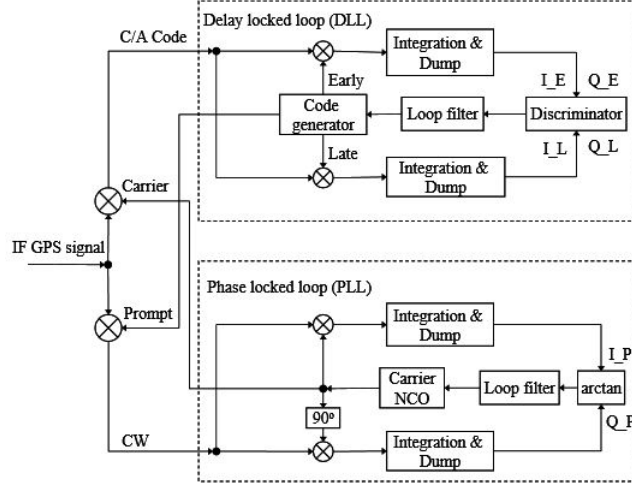 Delay locked loop (DLL)
C/A Code
Integration &
Dump
Early
I_E
Q_E
Code
generator
Loop filter
Discriminator
Late
I_L
Q_L
Integration &
Dump
Carrier
IF GPS signal
Prompt
Phase locked loop (PLL)
Integration &
Dump
I_P
Carrier
NCO
Loop filter
arctan
90°
Q_P
CW
Integration &
Dump